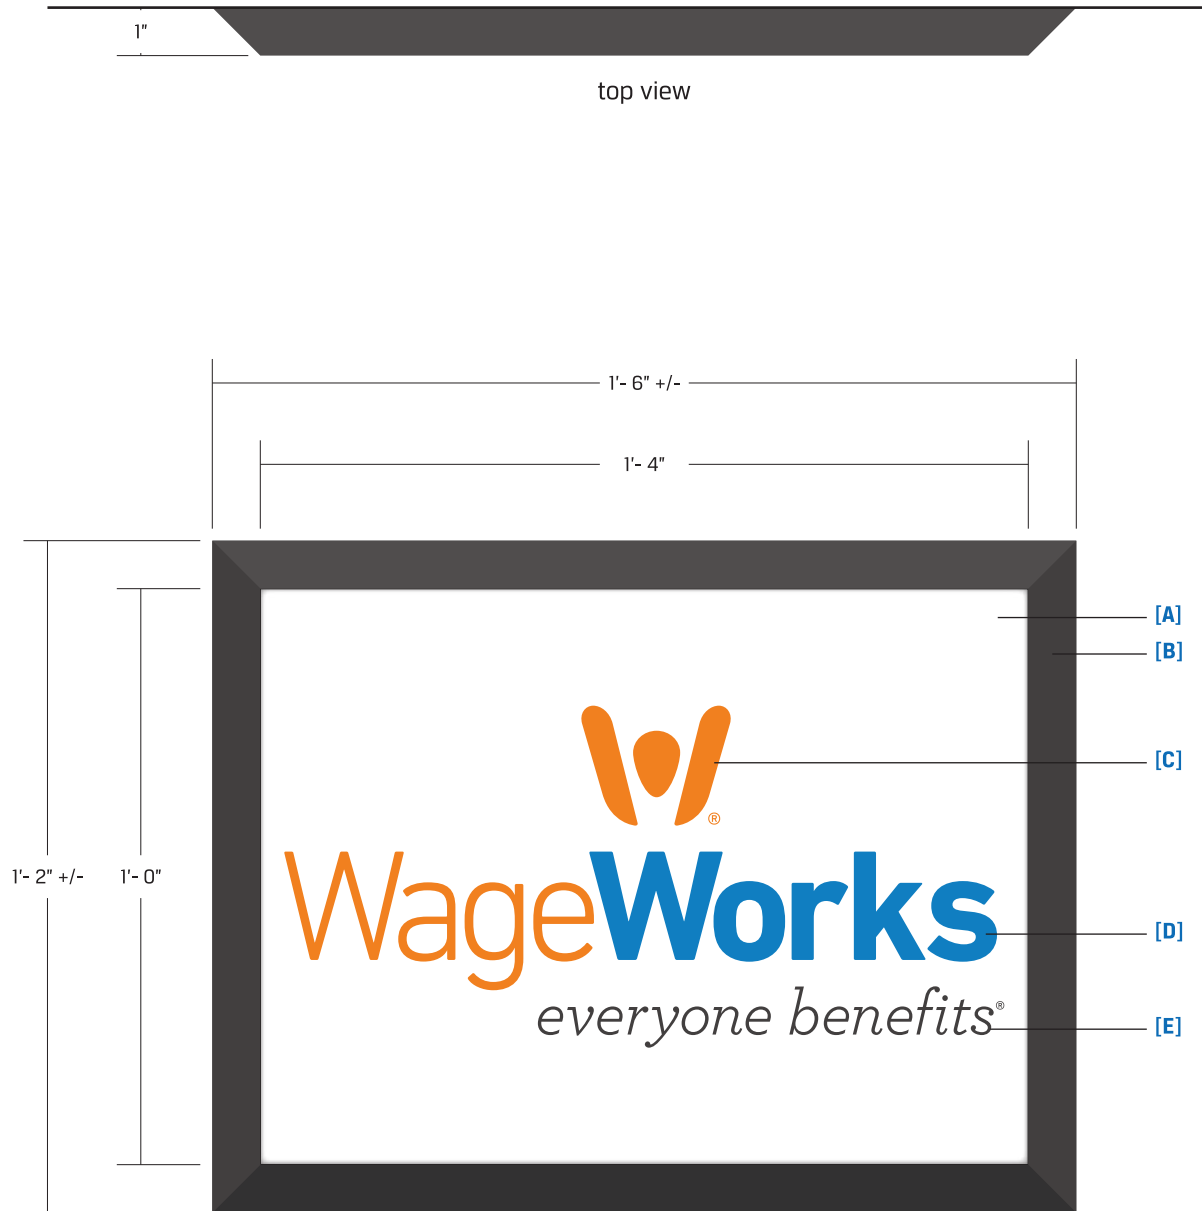 1"
top view
1'- 6" +/-
1'- 4"
[A]
[B]
[C]
®
1'- 2" +/-
1'- 0"
WageWorks
[D]
everyone benefits®
[E]